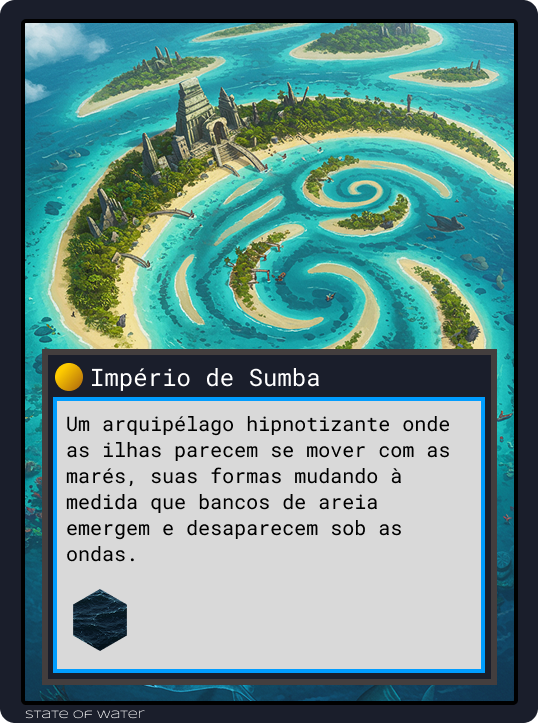 Império de Sumba
Um arquipélago hipnotizante onde
as ilhas parecem se mover com as
marés, suas formas mudando à
medida que bancos de areia
emergem e desaparecem sob as
ondas.
STATE OF WATER